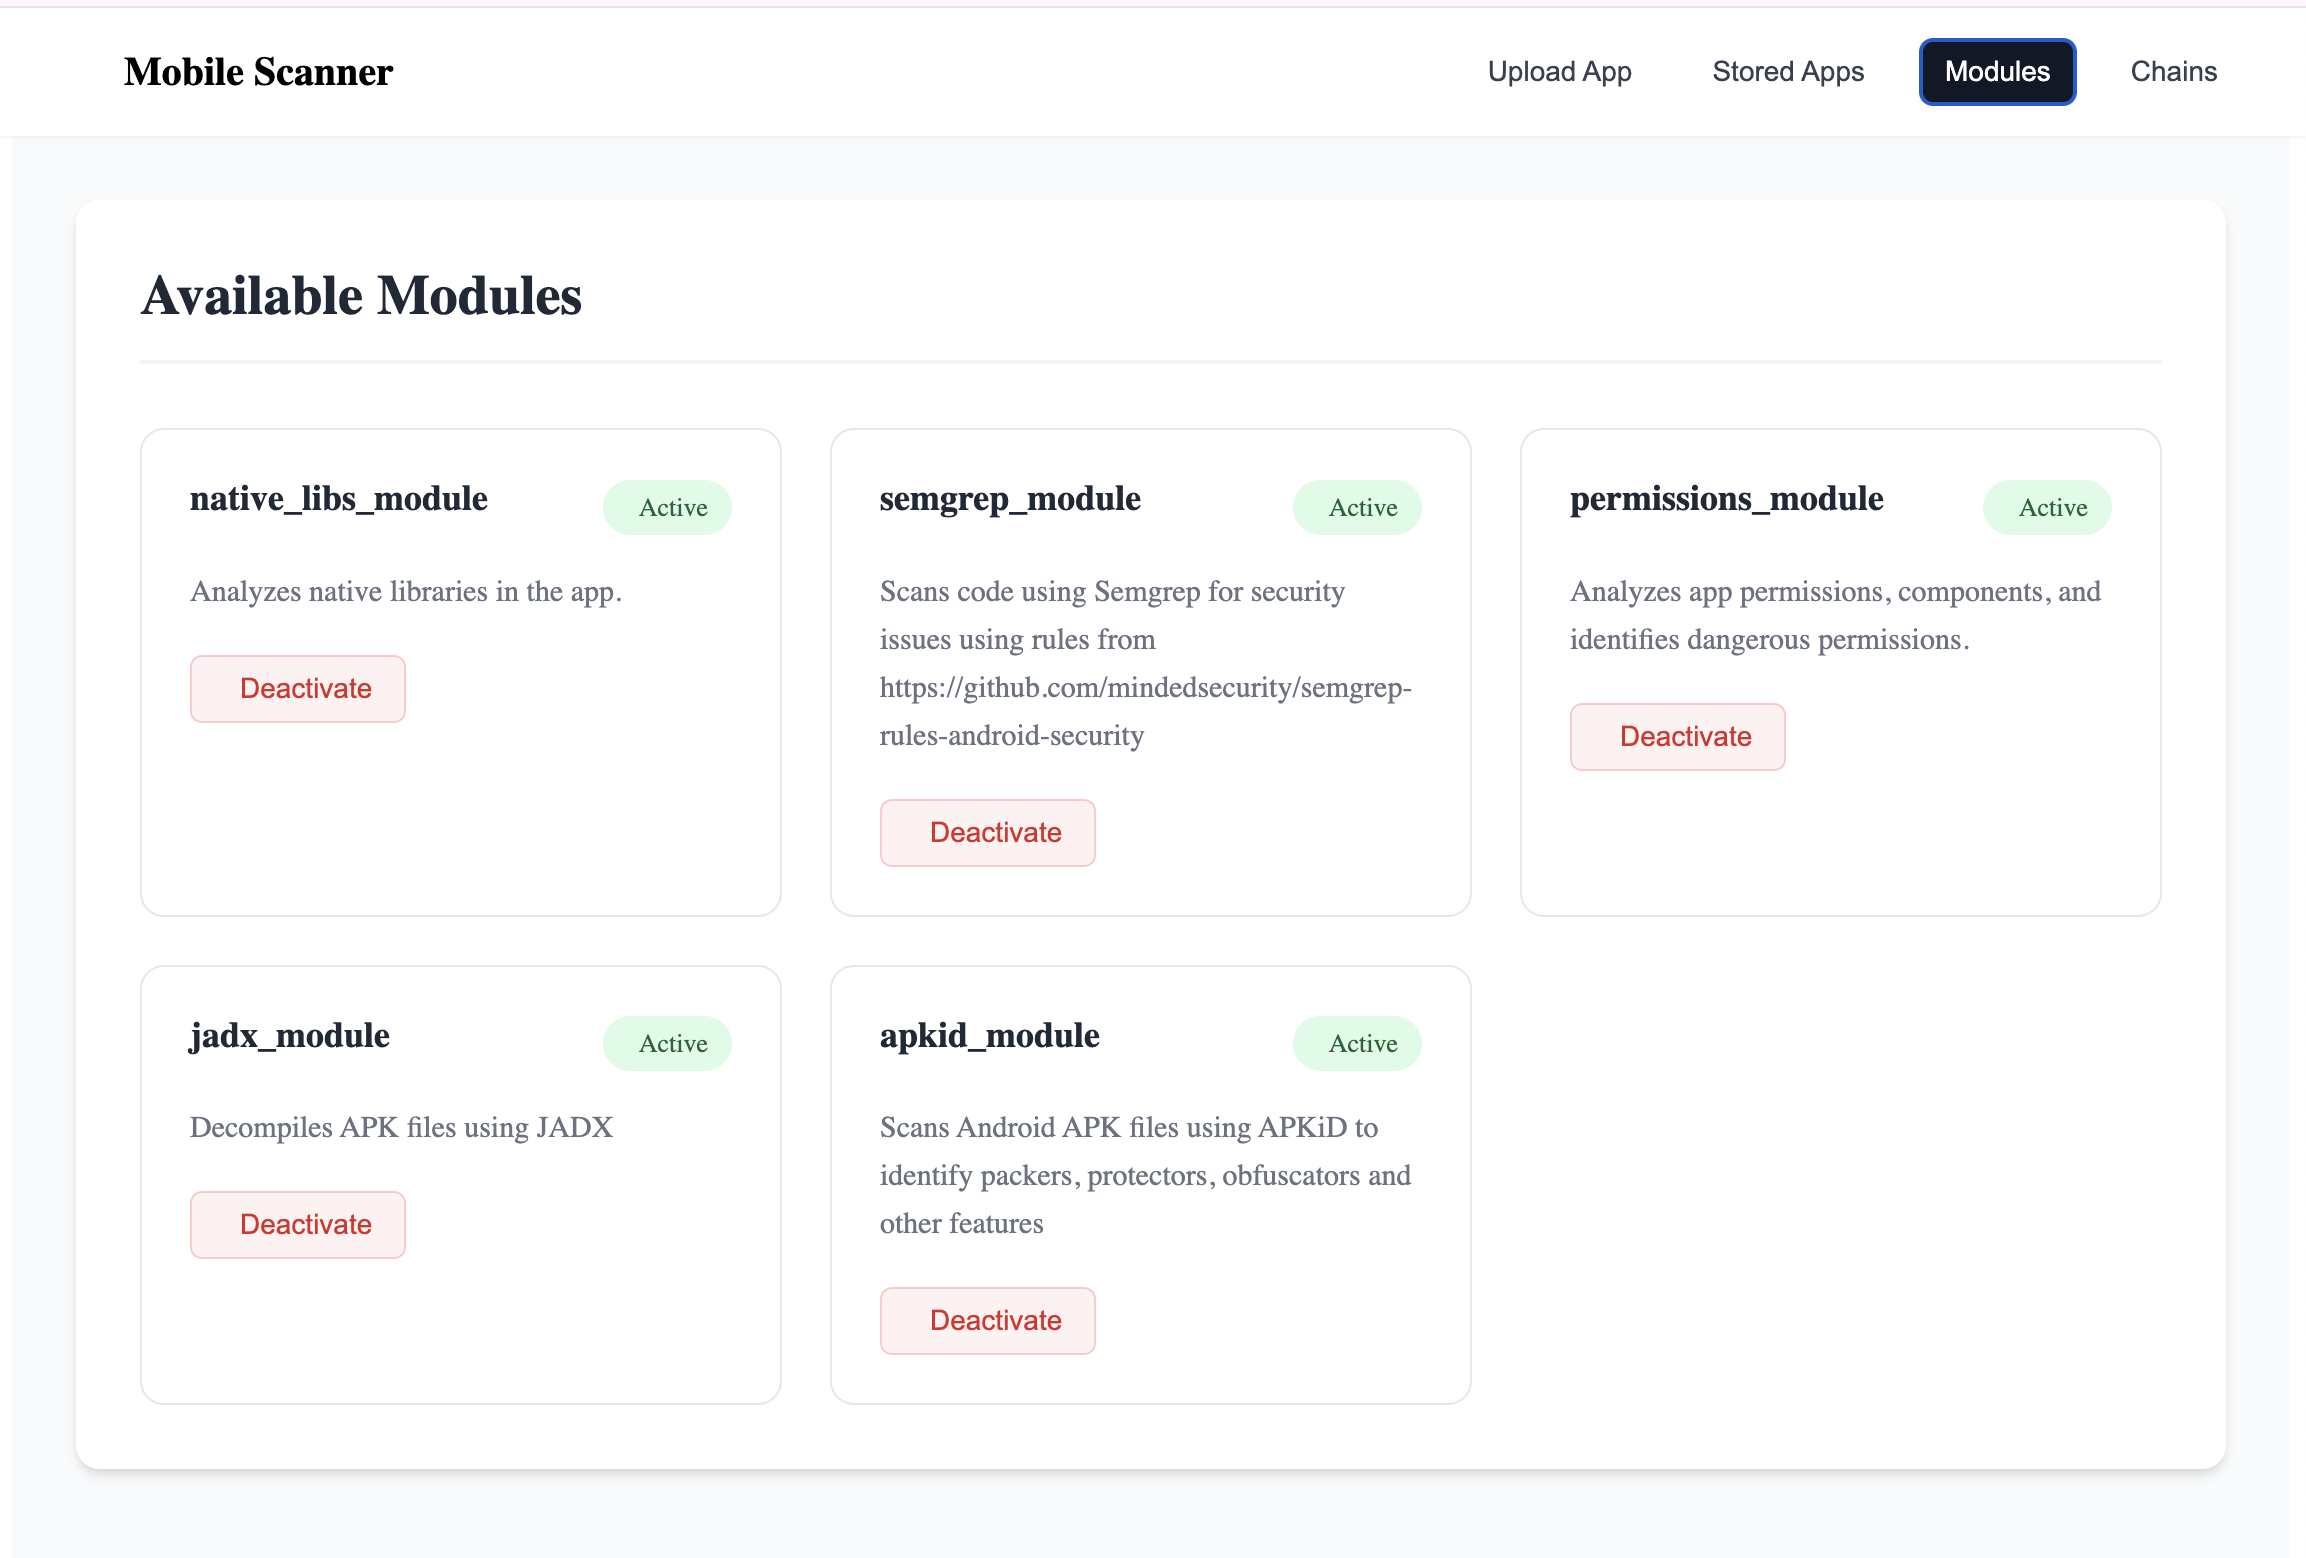 Mobile Scanner
Upload App
Stored Apps
Modules
Chains
Available Modules
native_libs_module
Active
Analyzes native libraries in the app.
Deactivate
semgrep_module
Active
Scans code using Semgrep for security
issues using rules from
https://github.com/mindedsecurity/semgrep-
rules-android-security
Deactivate
permissions_module
Active
Analyzes app permissions, components, and
identifies dangerous permissions.
Deactivate
jadx_module
Active
Decompiles APK files using JADX
Deactivate
apkid_module
Active
Scans Android APK files using APKiD to
identify packers, protectors, obfuscators and
other features
Deactivate